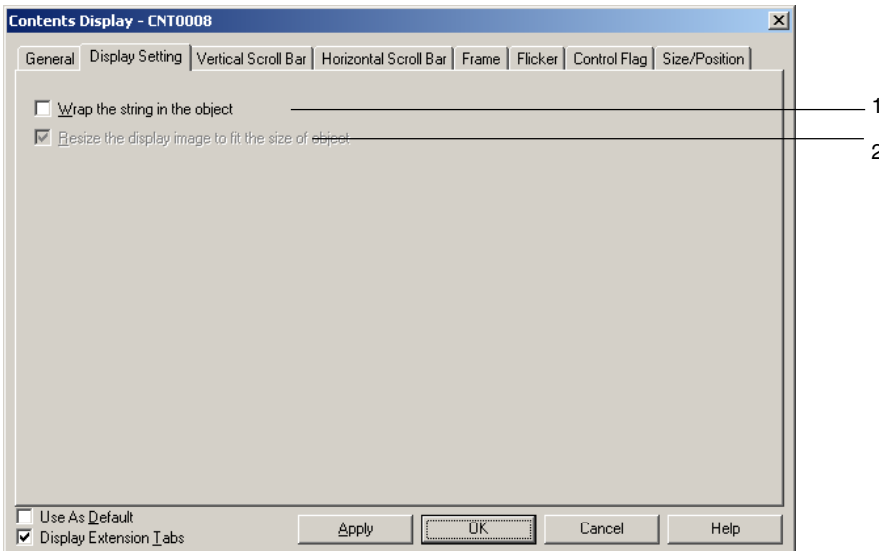 Contents Display - CNT0008
General Display Setting Vertical Scroll Bar Horizontal Scroll Bar Frame Flicker Control Flag Size/Position
Wrap the string in the object
1
Resize the display image to fit the size of object
2
Use As Default
Display Extension Tabs
Apply OK Cancel Help